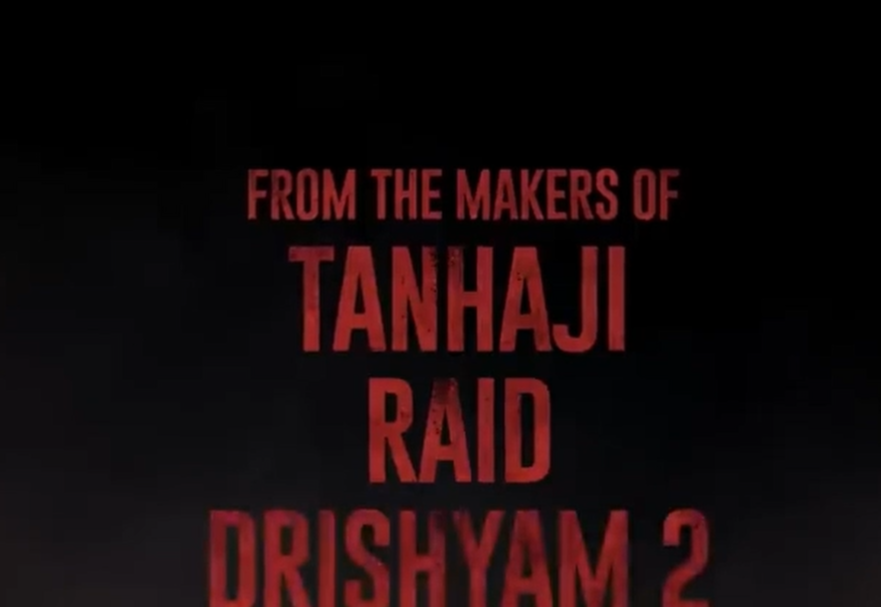 FROM THE MAKERS OF
TANHAJI
RAID
DRISHYAM 2